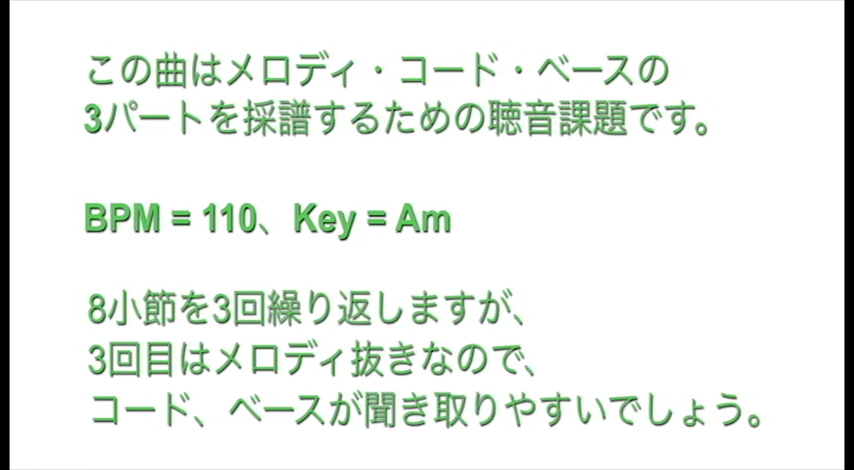 この曲はメロディ・コード・ベースの
3パートを採譜するための聴音課題です。
BPM = 110、Key = Am
8小節を3回繰り返しますが、
3回目はメロディ抜きなので、
コード、ベースが聞き取りやすいでしょう。